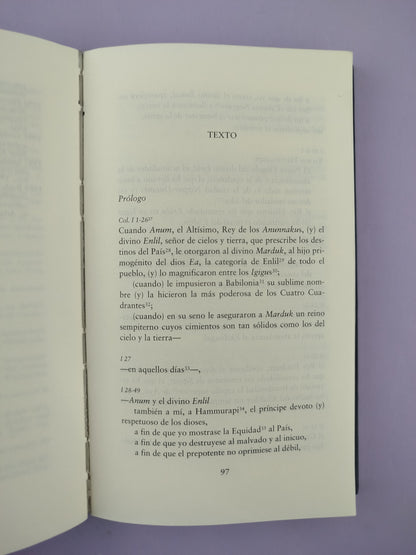 TEXTO
Prólogo
Col. I 1-26²⁷
Cuando Anum, el Altísimo, Rey de los Anunnakus, (y) el
divino Enlil, señor de cielos y tierra, que prescribe los des-
tinos del País²⁸, le otorgaron al divino Marduk, al hijo pri-
mogénito del dios Ea, la categoría de Enlil²⁹ de todo el
pueblo, (y) lo magnificaron entre los Igigus³⁰;
(cuando) le impusieron a Babilonia³¹ su sublime nom-
bre (y) la hicieron la más poderosa de los Cuatro Cua-
drantes³²;
(cuando) en su seno le aseguraron a Marduk un reino
sempiterno cuyos cimientos son tan sólidos como los del
cielo y la tierra—
I 27
—en aquellos días³³—,
I 28-49
—Anum y el divino Enlil
también a mí, a Hammurapi³⁴, el príncipe devoto (y)
respetuoso de los dioses,
a fin de que yo mostrase la Equidad³⁵ al País,
a fin de que yo destruyese al malvado y al inicuo,
a fin de que el prepotente no oprimiese al débil,
97